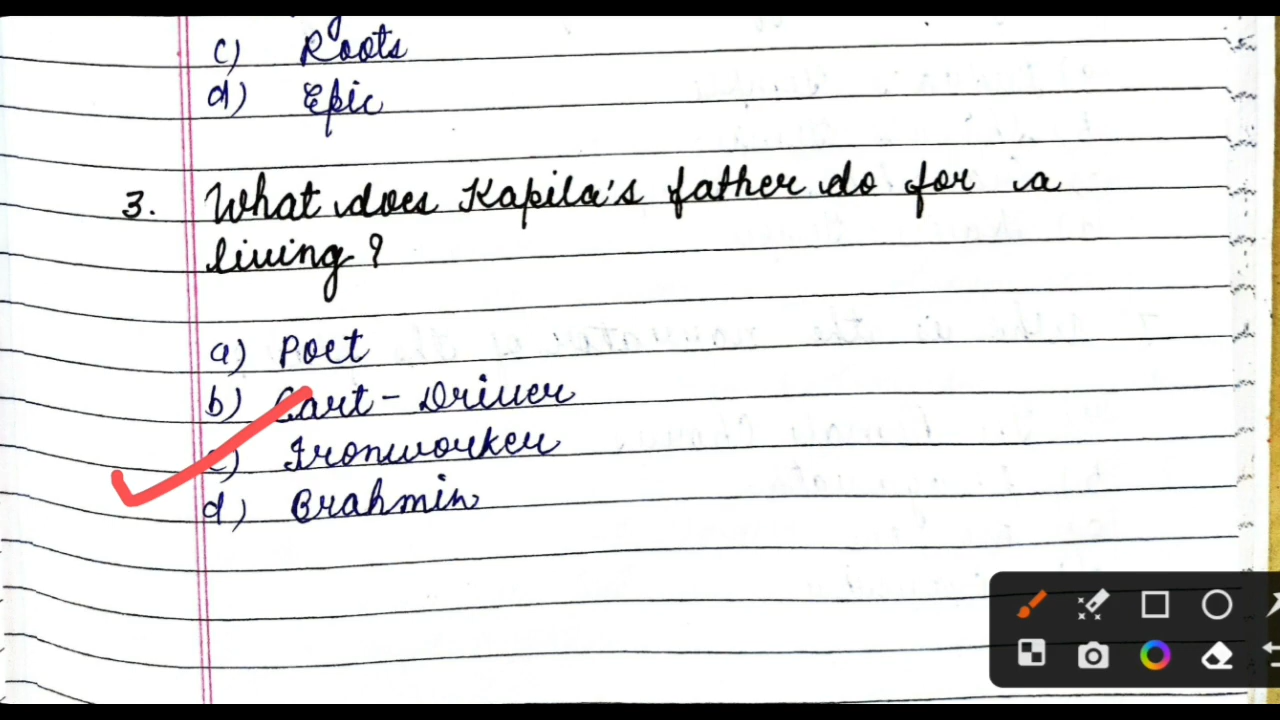 c) Roots
d) Epic
3. What does Kapila's father do for a
living?
a) Poet
b) Cart-Driver
c) Ironworker
d) Brahmin